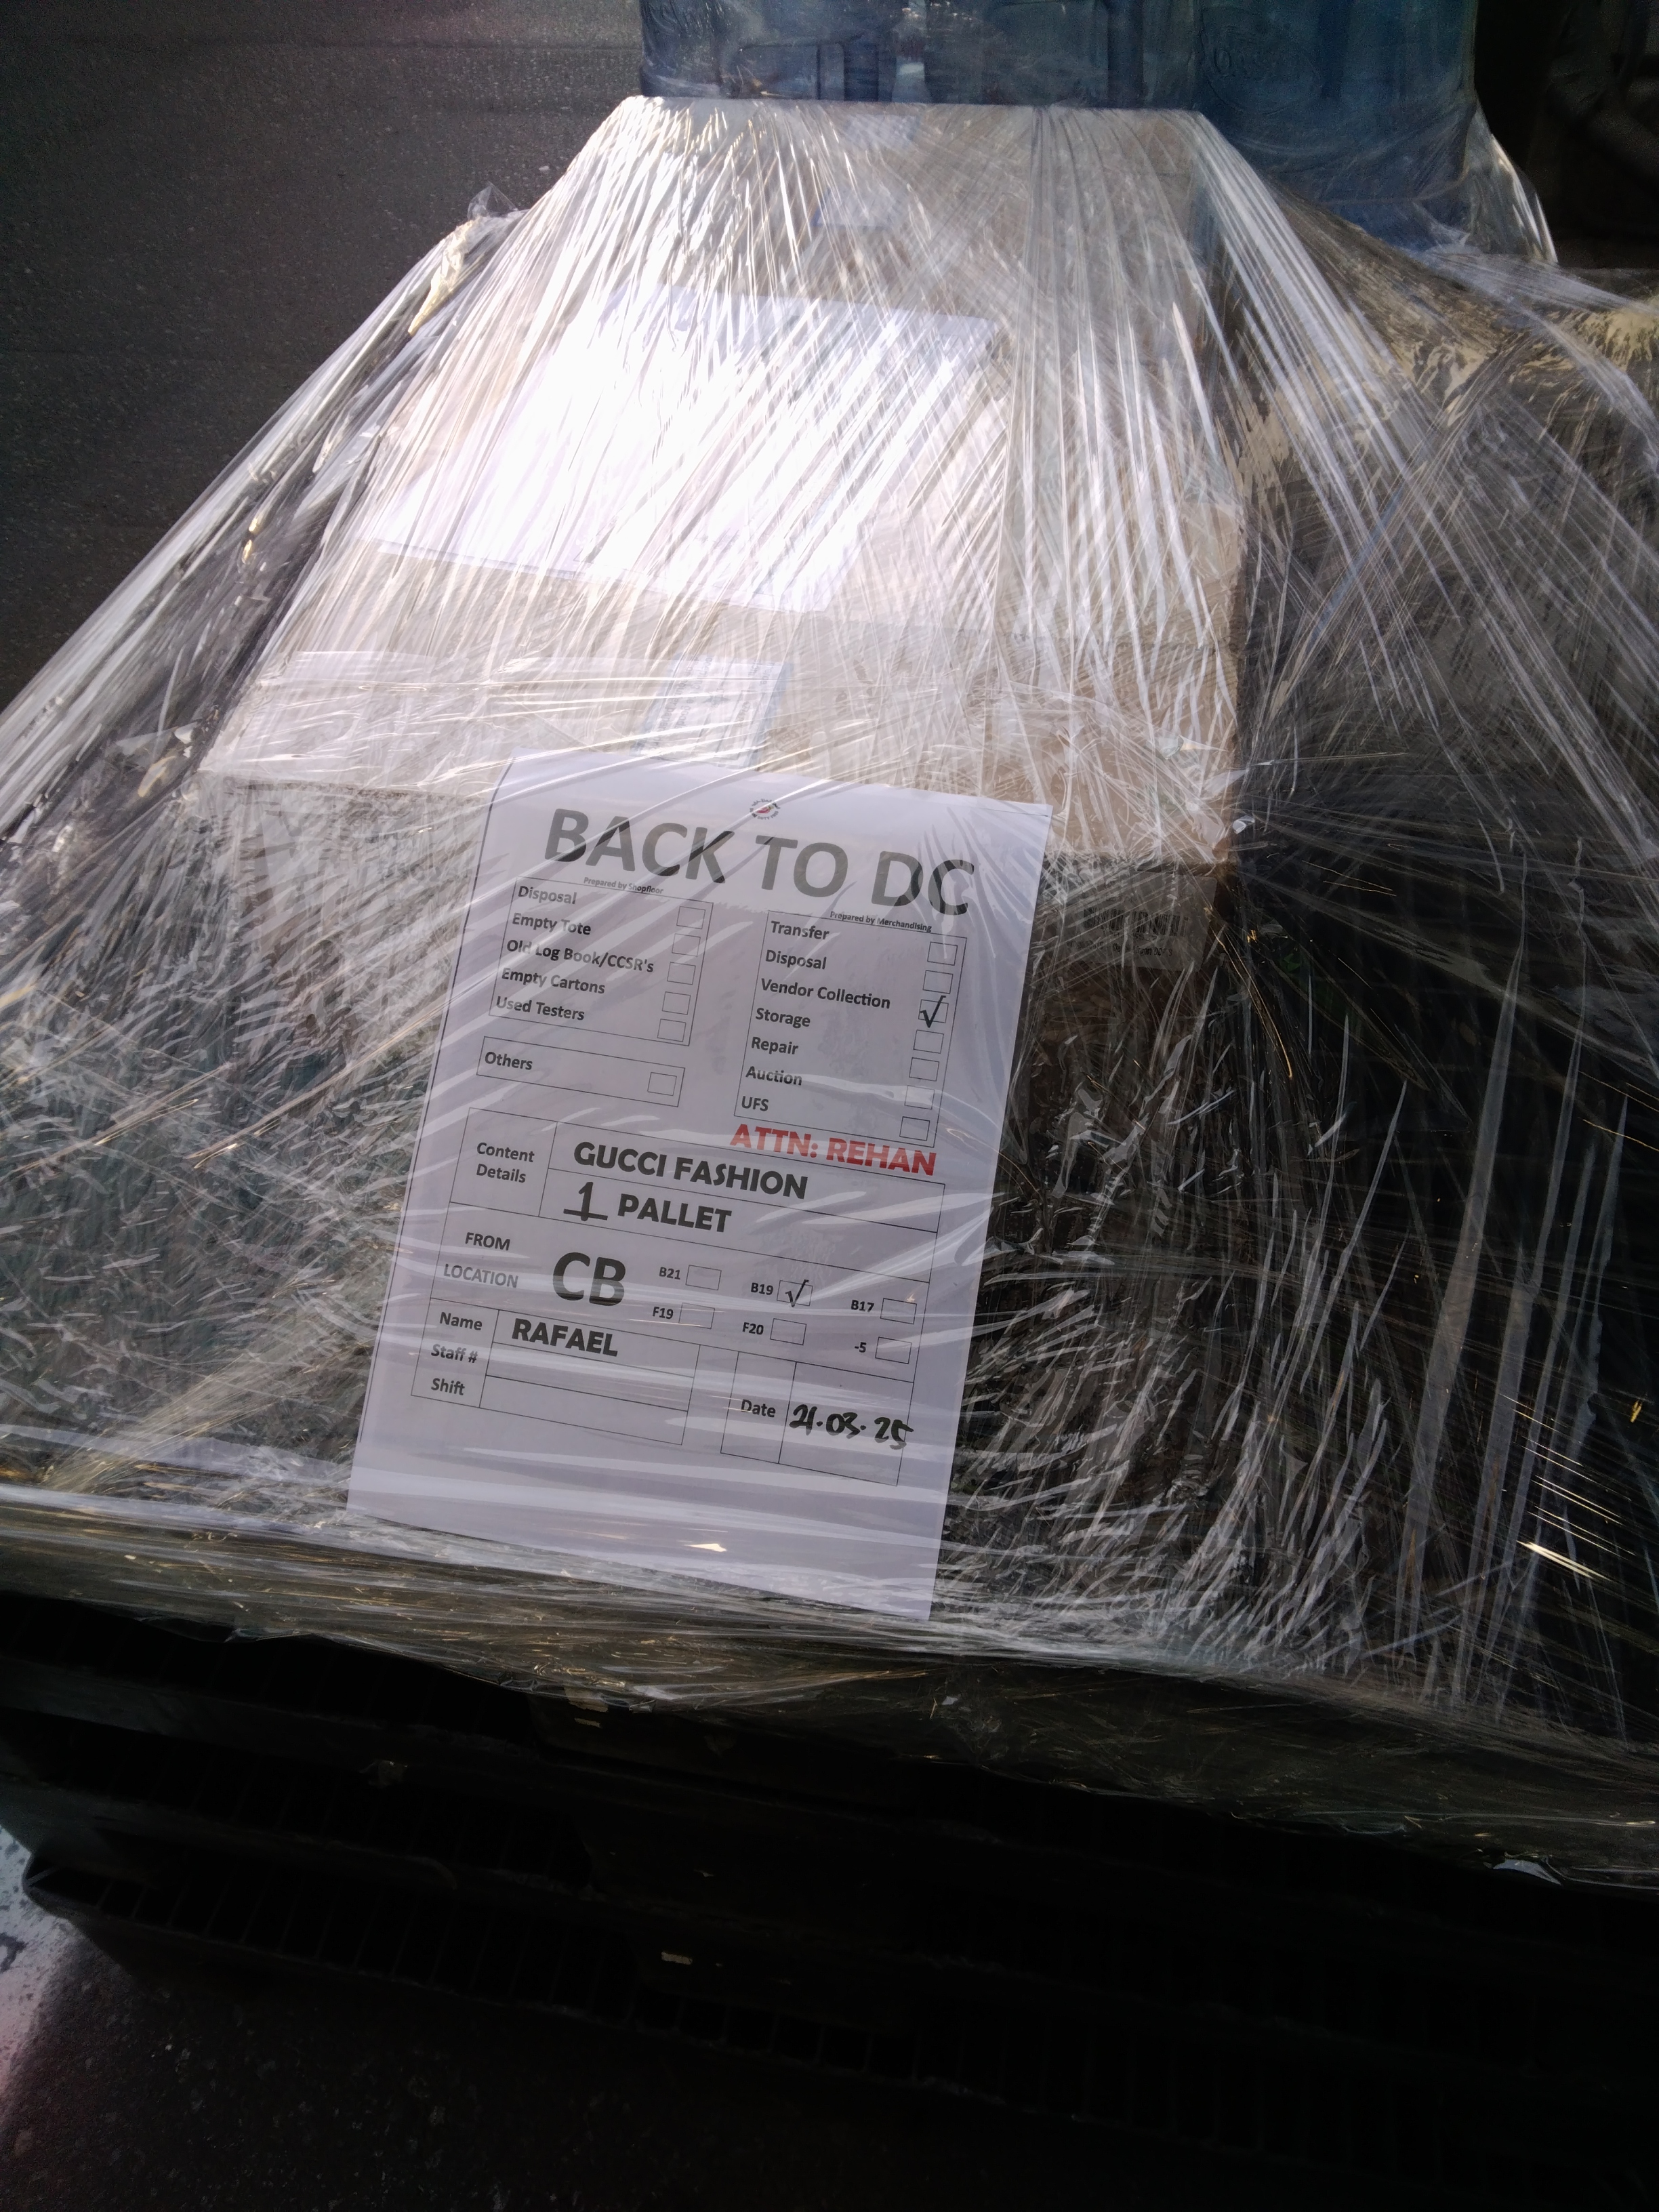 BACK TO DC
Prepared by Shopfloor
Disposal
Empty Tote
Old Log Book/CCSR's
Empty Cartons
Used Testers
Others
Prepared by Merchandising
Transfer
Disposal
Vendor Collection √
Storage
Repair
Auction
UFS
ATTN: REHAN
Content Details
GUCCI FASHION
1 PALLET
FROM
LOCATION
CB
B21
B19 √
B17
F19
F20
-5
Name RAFAEL
Staff #
Shift
Date 21.03.25